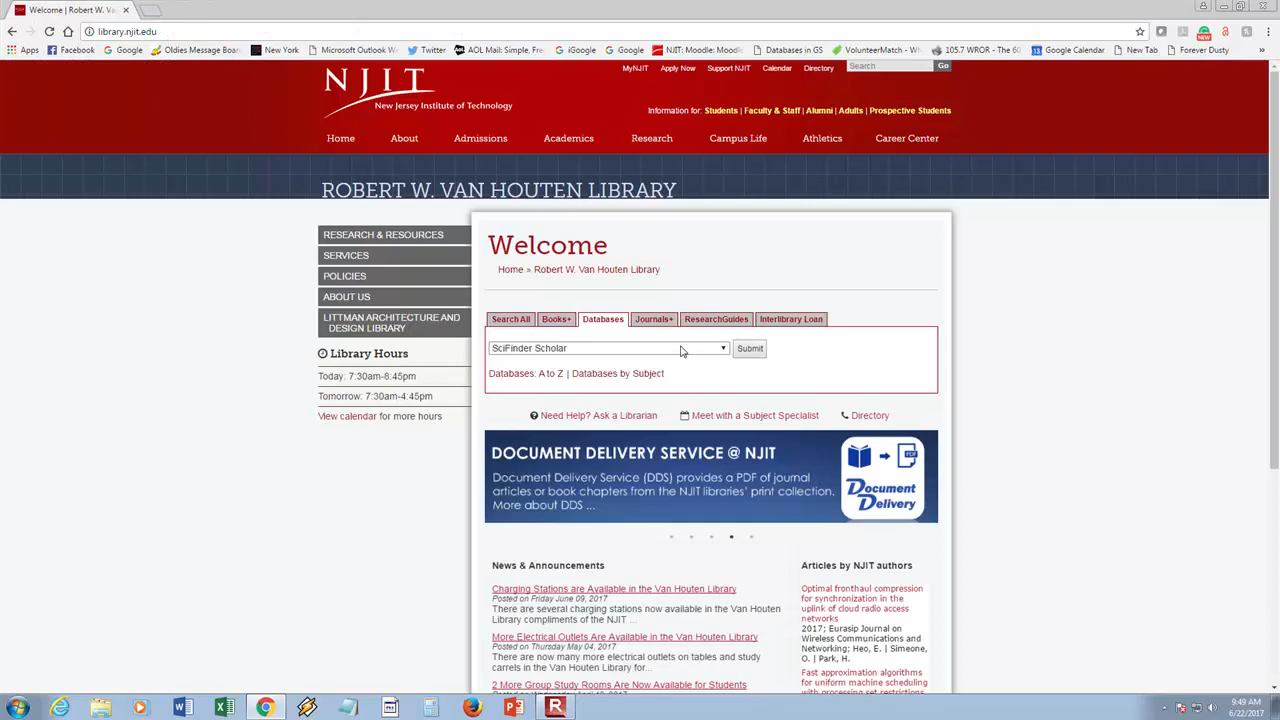 Welcome | Robert W. Van
library.njit.edu
Apps Facebook Google Oldies Message Board New York Microsoft Outlook W Twitter AOL Mail: Simple, Fre iGoogle Google NJIT: Moodle: Moodl Databases in GS VolunteerMatch - Wh 105.7 WROR - The 60 Google Calendar New Tab Forever Dusty
MyNJIT Apply Now Support NJIT Calendar Directory Search Go
NJIT
New Jersey Institute of Technology
Information for: Students | Faculty & Staff | Alumni | Adults | Prospective Students
Home About Admissions Academics Research Campus Life Athletics Career Center
ROBERT W. VAN HOUTEN LIBRARY
RESEARCH & RESOURCES
SERVICES
POLICIES
ABOUT US
LITTMAN ARCHITECTURE AND
DESIGN LIBRARY
Library Hours
Today: 7:30am-8:45pm
Tomorrow: 7:30am-4:45pm
View calendar for more hours
Welcome
Home » Robert W. Van Houten Library
Search All Books+ Databases Journals+ ResearchGuides Interlibrary Loan
SciFinder Scholar Submit
Databases: A to Z | Databases by Subject
Need Help? Ask a Librarian Meet with a Subject Specialist Directory
DOCUMENT DELIVERY SERVICE @ NJIT
Document Delivery Service (DDS) provides a PDF of journal
articles or book chapters from the NJIT libraries' print collection.
More about DDS ...
Document
Delivery
News & Announcements
Charging Stations are Available in the Van Houten Library
Posted on Friday June 09, 2017
There are several charging stations now available in the Van Houten
Library compliments of the NJIT ...
More Electrical Outlets Are Available in the Van Houten Library
Posted on Thursday May 04, 2017
There are now many more electrical outlets on tables and study
carrels in the Van Houten Library for...
2 More Group Study Rooms Are Now Available for Students
Articles by NJIT authors
Optimal fronthaul compression
for synchronization in the
uplink of cloud radio access
networks
2017; Eurasip Journal on
Wireless Communications and
Networking; Heo, E. | Simeone,
O. | Park, H.
Fast approximation algorithms
for uniform machine scheduling
with processing set restrictions
9:49 AM
6/22/2017